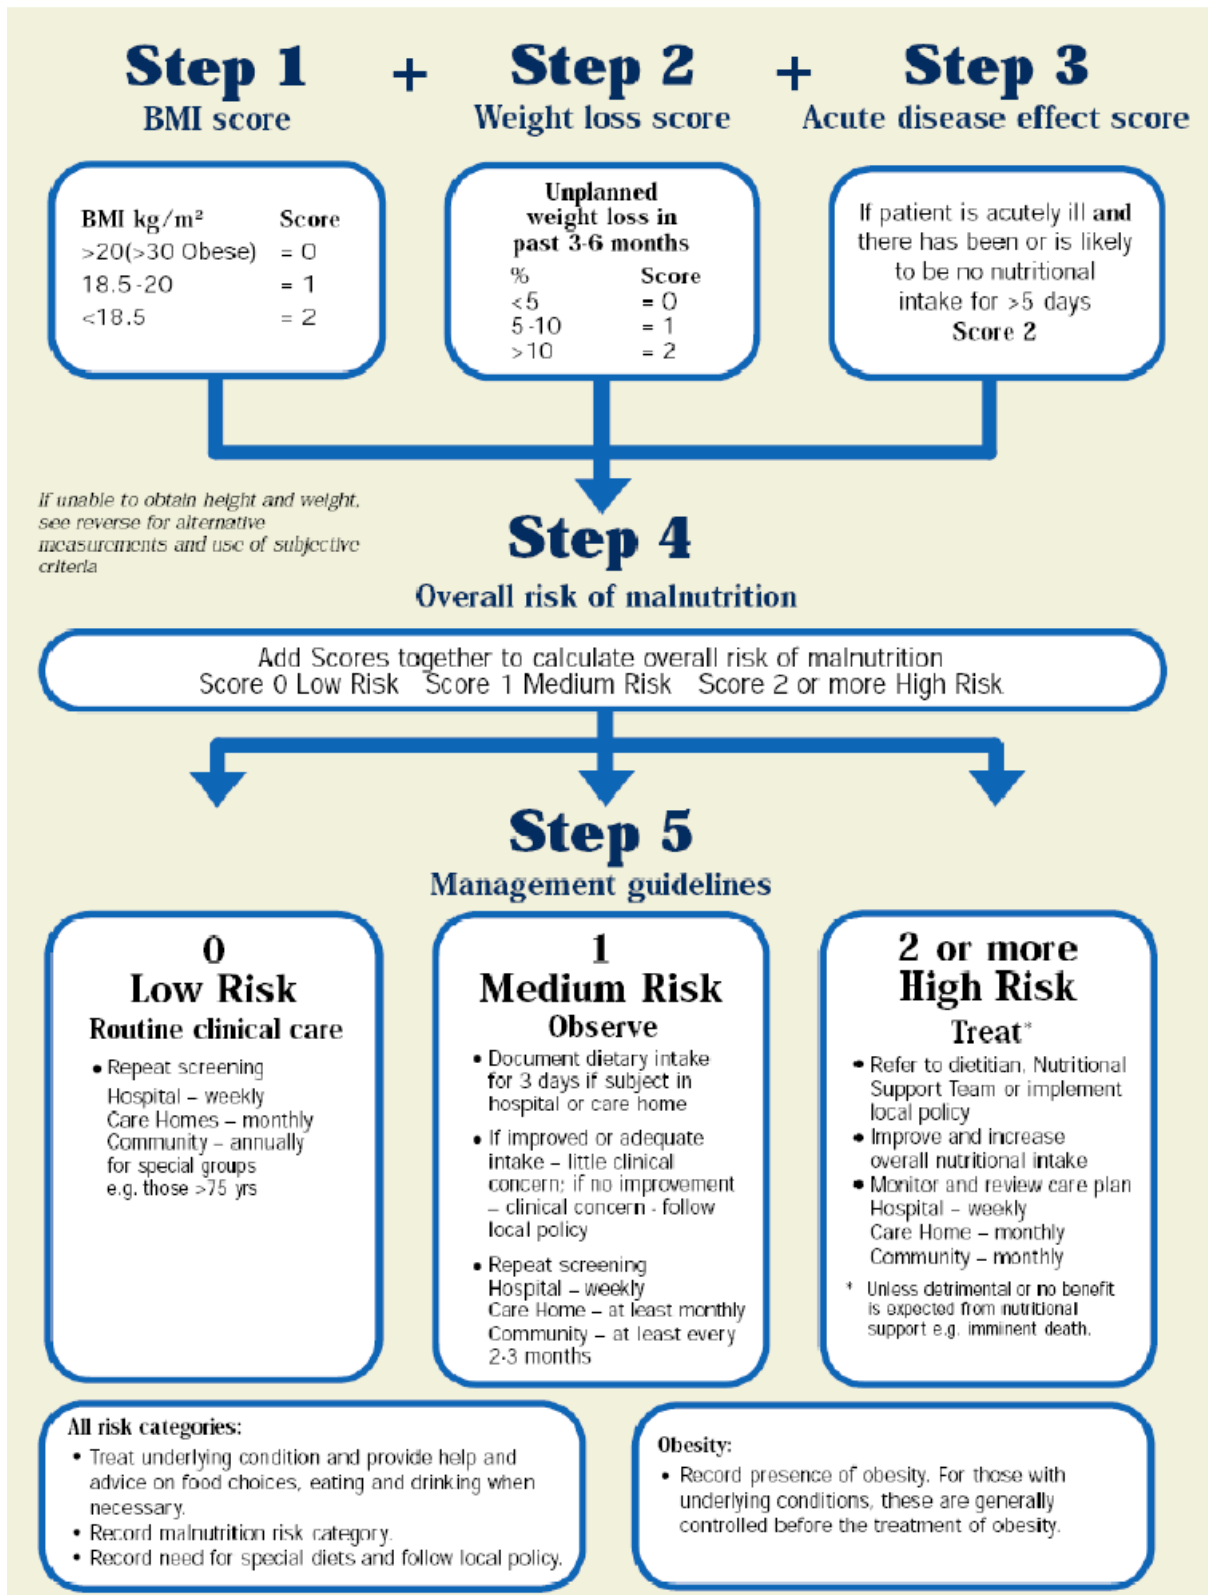 Step 1 + Step 2 + Step 3
BMI score
Weight loss score
Acute disease effect score
BMI kg/m² Score
>20(>30 Obese) = 0
18.5-20 = 1
<18.5 = 2
Unplanned
weight loss in
past 3-6 months
% Score
<5 = 0
5-10 = 1
>10 = 2
If patient is acutely ill and
there has been or is likely
to be no nutritional
intake for >5 days
Score 2
If unable to obtain height and weight,
see reverse for alternative
measurements and use of subjective
criteria
Step 4
Overall risk of malnutrition
Add Scores together to calculate overall risk of malnutrition
Score 0 Low Risk Score 1 Medium Risk Score 2 or more High Risk
Step 5
Management guidelines
0
Low Risk
Routine clinical care
• Repeat screening
Hospital – weekly
Care Homes – monthly
Community – annually
for special groups
e.g. those >75 yrs
1
Medium Risk
Observe
• Document dietary intake
for 3 days if subject in
hospital or care home
• If improved or adequate
intake – little clinical
concern; if no improvement
– clinical concern - follow
local policy
• Repeat screening
Hospital – weekly
Care Home – at least monthly
Community – at least every
2-3 months
2 or more
High Risk
Treat*
• Refer to dietitian, Nutritional
Support Team or implement
local policy
• Improve and increase
overall nutritional intake
• Monitor and review care plan
Hospital – weekly
Care Home – monthly
Community – monthly
* Unless detrimental or no benefit
is expected from nutritional
support e.g. imminent death.
All risk categories:
• Treat underlying condition and provide help and
advice on food choices, eating and drinking when
necessary.
• Record malnutrition risk category.
• Record need for special diets and follow local policy.
Obesity:
• Record presence of obesity. For those with
underlying conditions, these are generally
controlled before the treatment of obesity.